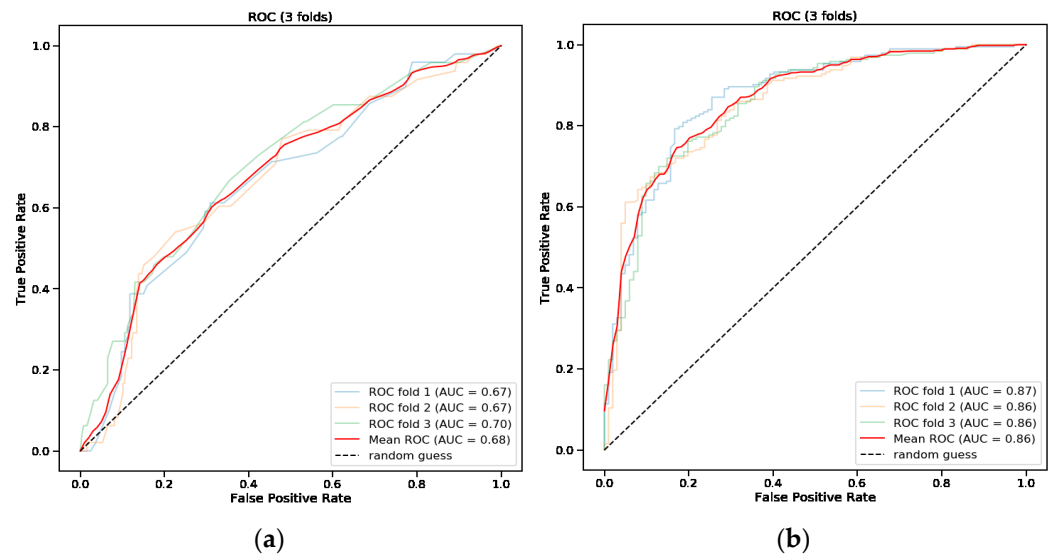 ROC (3 folds)
True Positive Rate
1.0
0.8
0.6
0.4
0.2
0.0
ROC fold 1 (AUC = 0.67)
ROC fold 2 (AUC = 0.67)
ROC fold 3 (AUC = 0.70)
Mean ROC (AUC = 0.68)
random guess
0.0 0.2 0.4 0.6 0.8 1.0
False Positive Rate
(a)
ROC (3 folds)
True Positive Rate
1.0
0.8
0.6
0.4
0.2
0.0
ROC fold 1 (AUC = 0.87)
ROC fold 2 (AUC = 0.86)
ROC fold 3 (AUC = 0.86)
Mean ROC (AUC = 0.86)
random guess
0.0 0.2 0.4 0.6 0.8 1.0
False Positive Rate
(b)